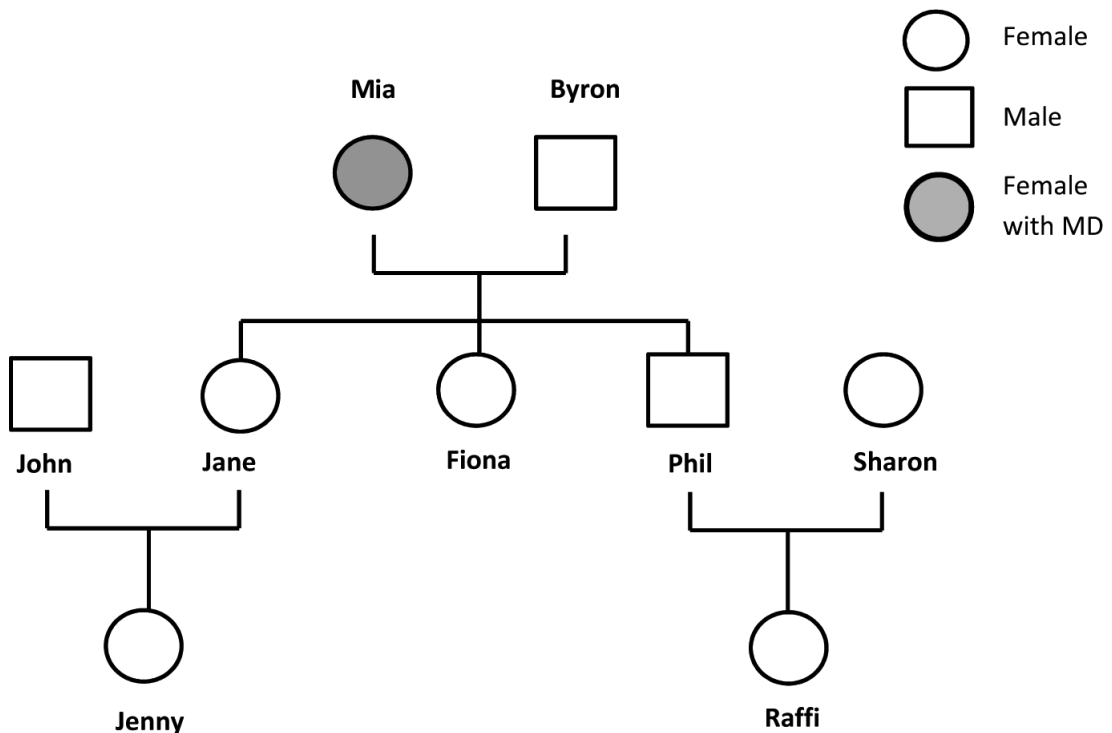 Female
Mia Byron
Male
Female
with MD
John Jane Fiona Phil Sharon
Jenny Raffi